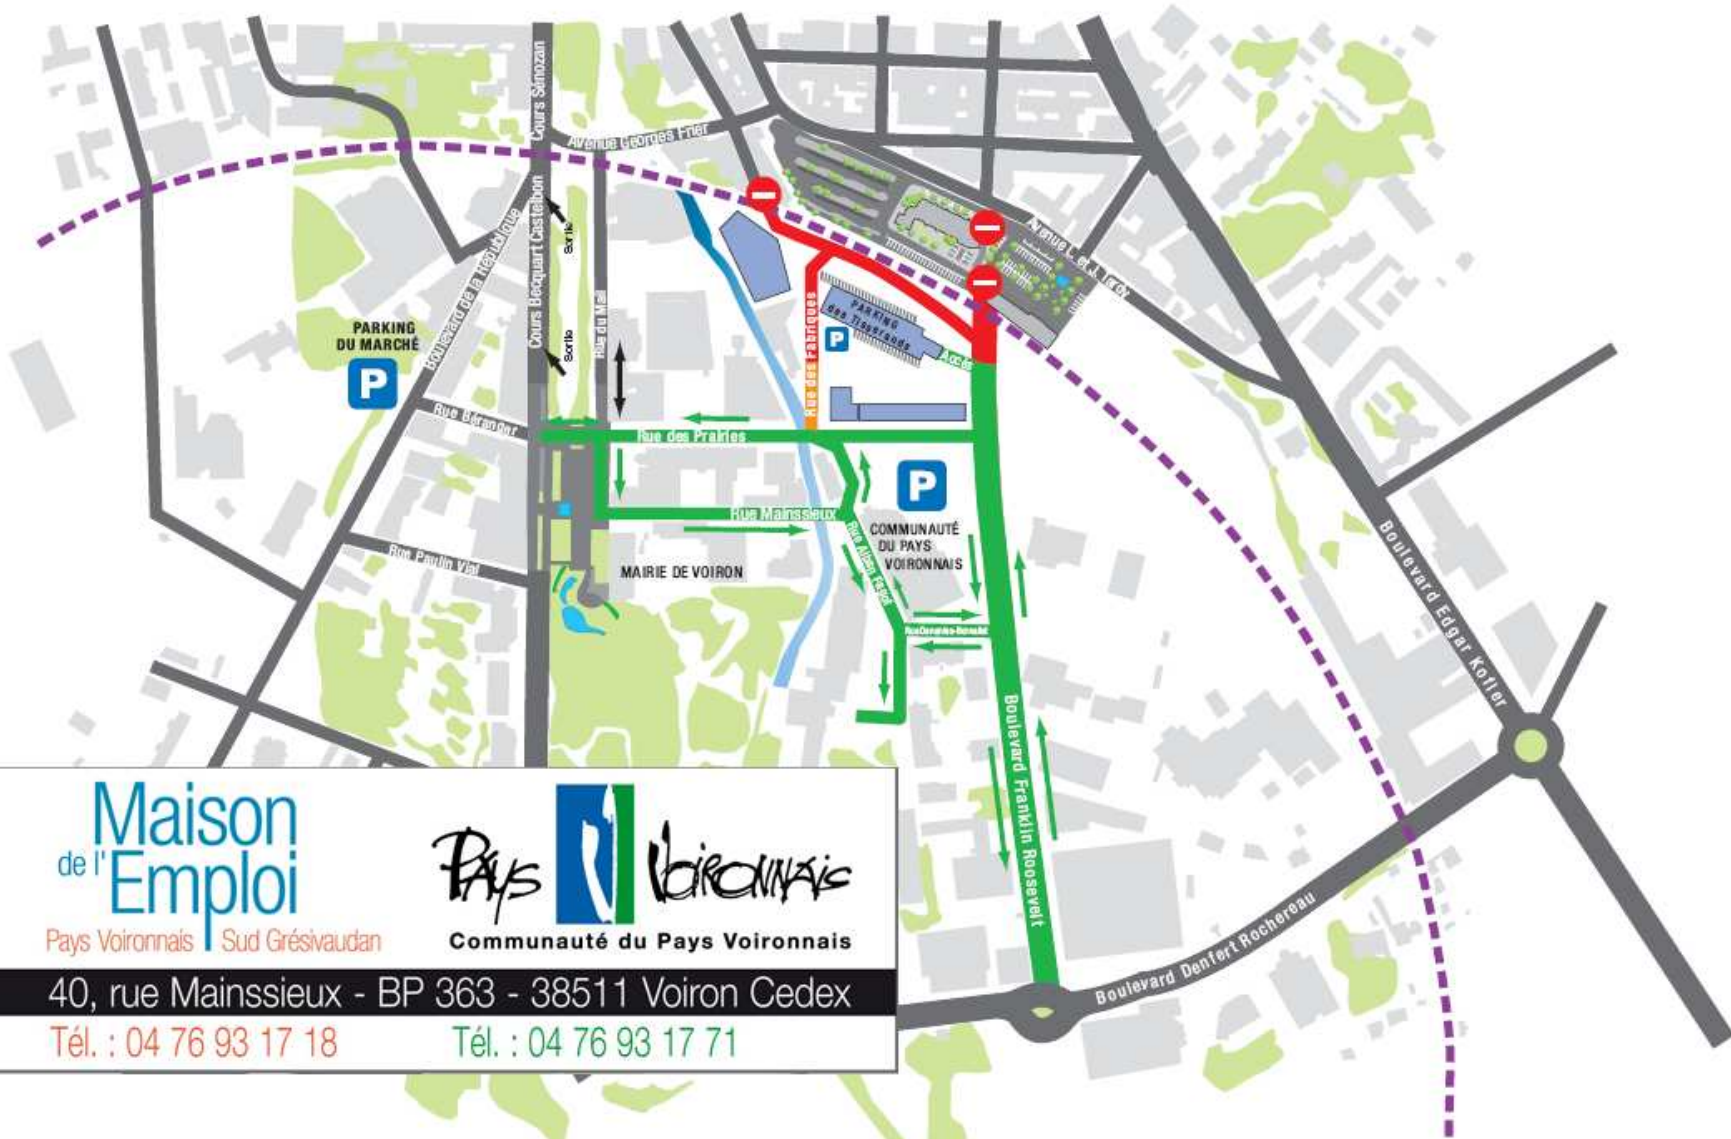 Cours Sénozan
Avenue Georges Frier
Cours Becquart Castelbon
Boulevard de la République
Sortie
Sortie
Rue du Mail
Avenue L. et J. Tardy
PARKING
DU MARCHÉ
P
Rue des Fabriques
PARKING
des Tisserands
P
Accès
Rue Béranger
Rue des Prairies
P
Rue Mainssieux
COMMUNAUTÉ
DU PAYS
VOIRONNAIS
Rue Paulin Vial
MAIRIE DE VOIRON
Boulevard Edgar Kofler
Boulevard Franklin Roosevelt
Boulevard Denfert Rochereau
Maison
de l'Emploi
Pays Voironnais | Sud Grésivaudan
PAYS VOIRONNAIS
Communauté du Pays Voironnais
40, rue Mainssieux - BP 363 - 38511 Voiron Cedex
Tél. : 04 76 93 17 18
Tél. : 04 76 93 17 71